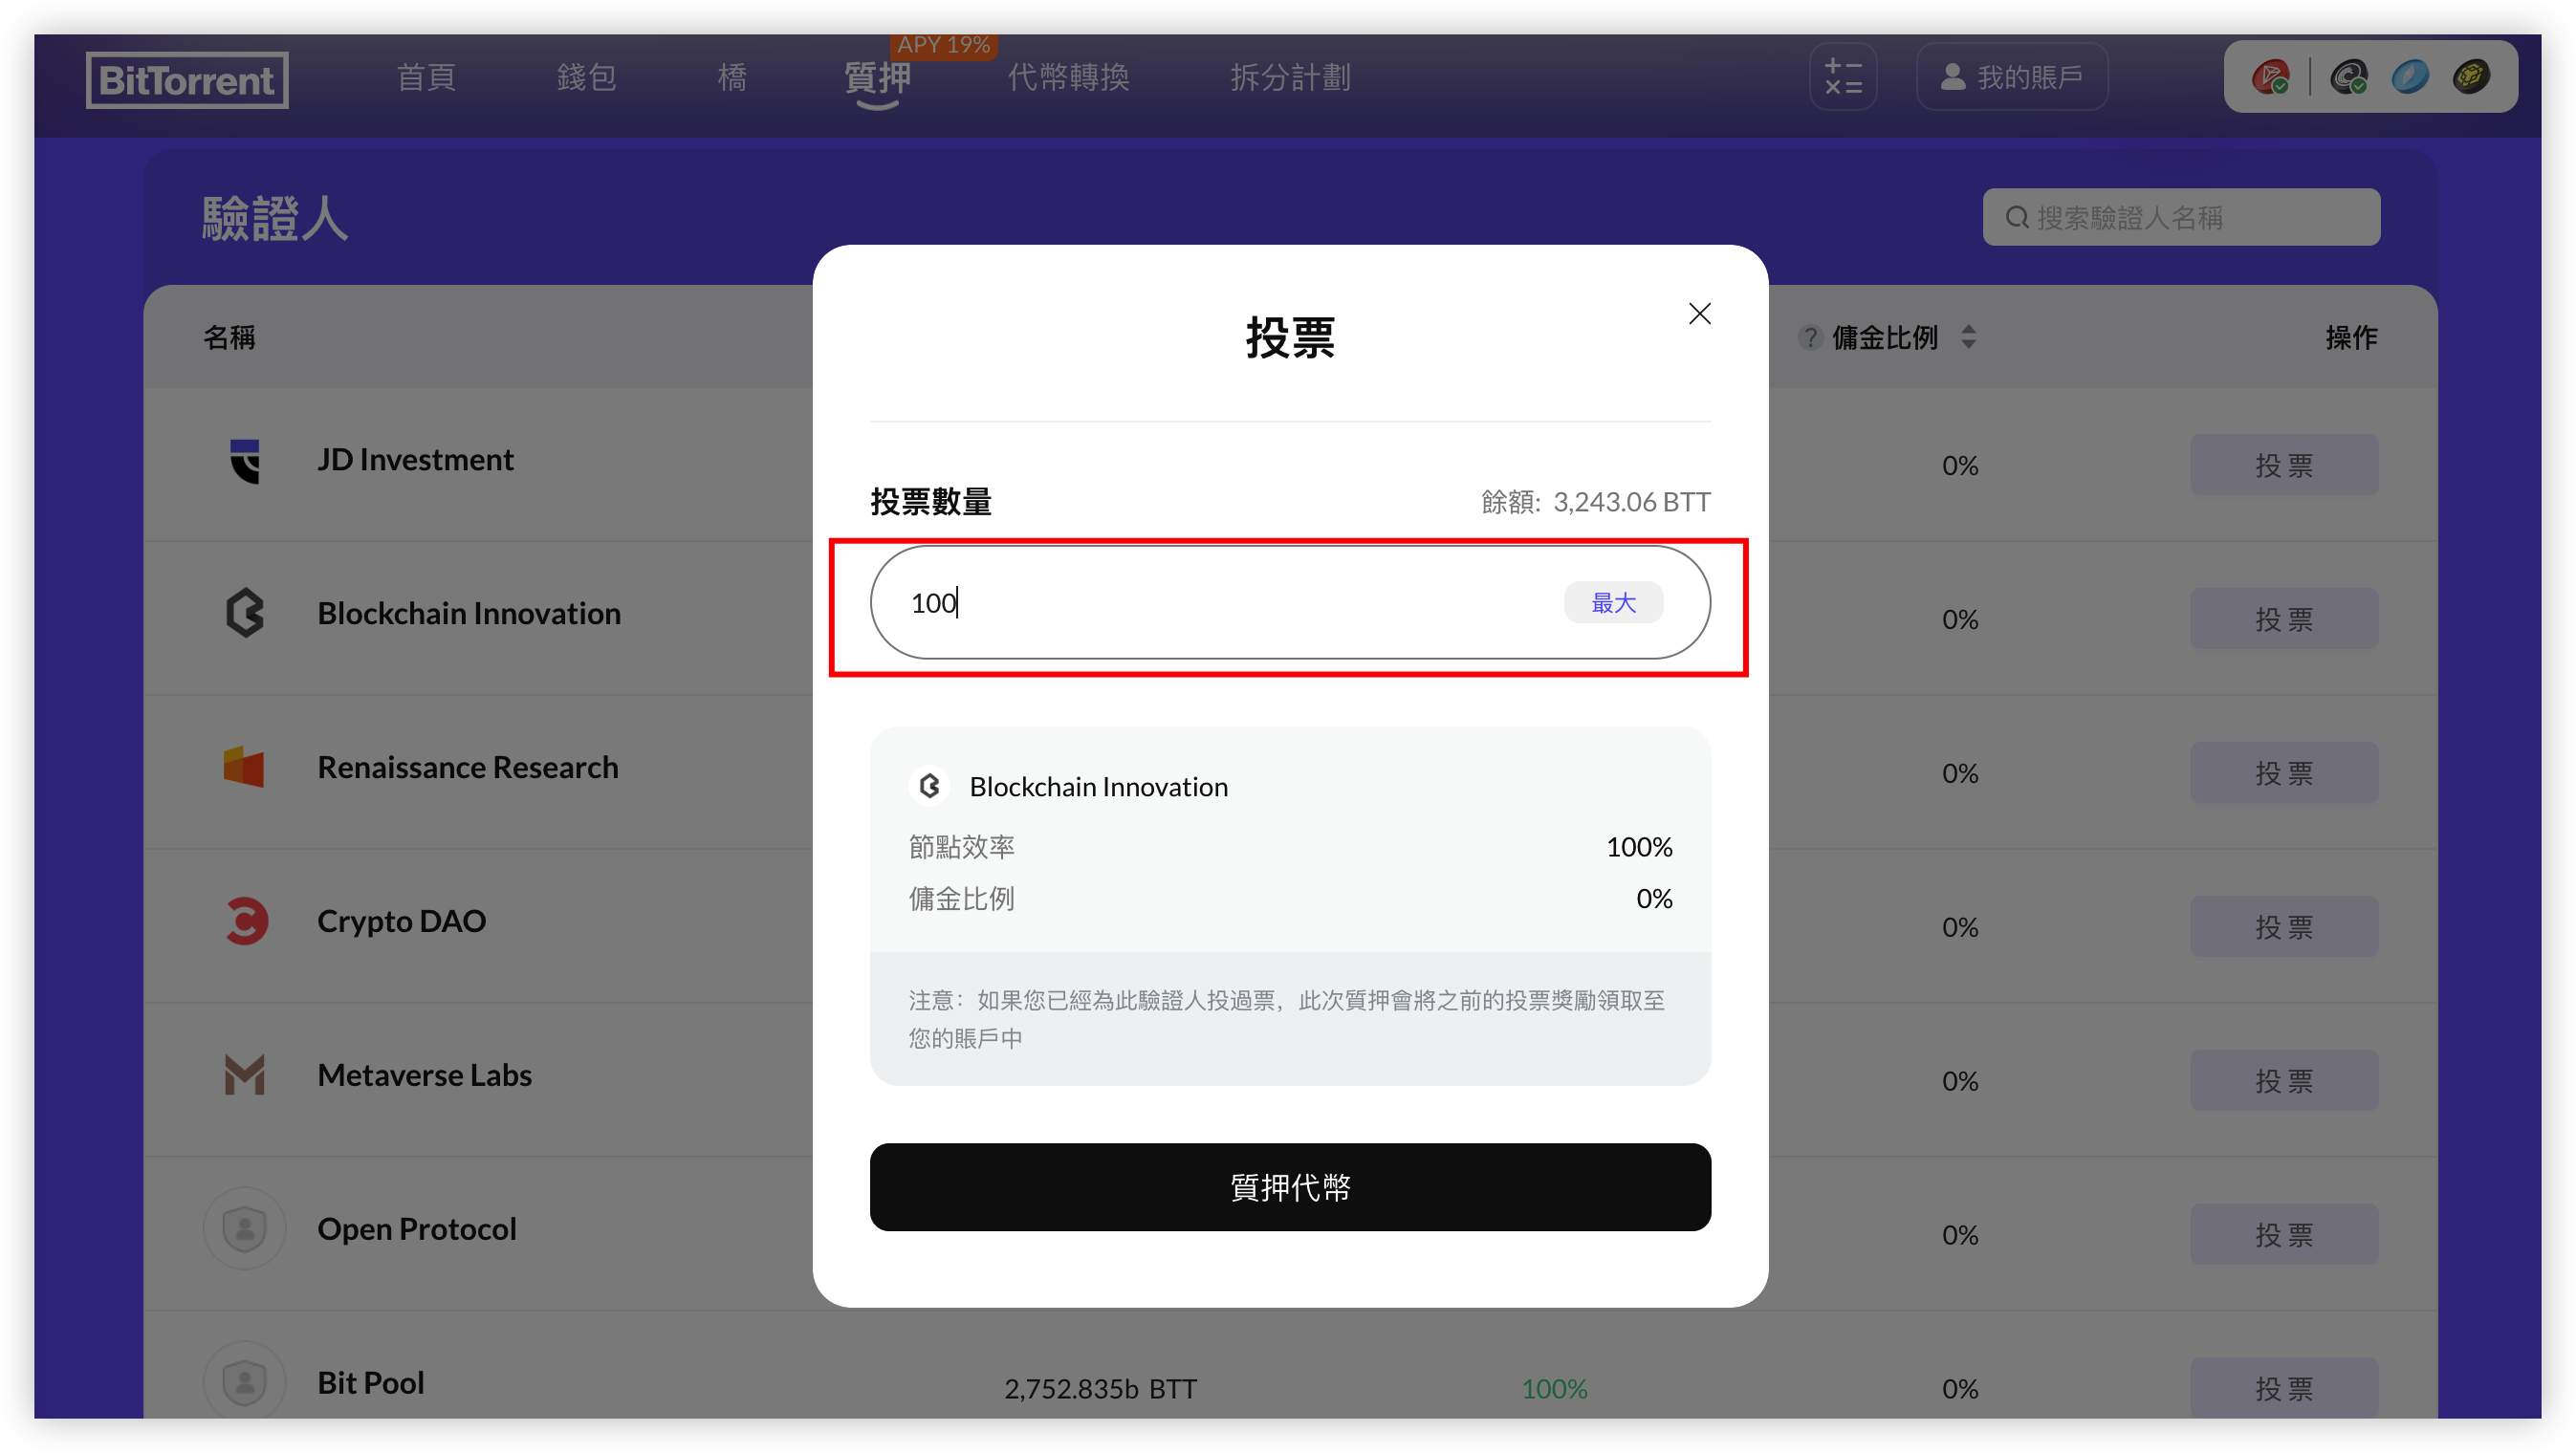 BitTorrent 首頁 錢包 橋 質押 APY 19% 代幣轉換 拆分計劃 我的賬戶
驗證人 搜索驗證人名稱
名稱 ? 傭金比例 操作
JD Investment 0% 投票
Blockchain Innovation 0% 投票
Renaissance Research 0% 投票
Crypto DAO 0% 投票
Metaverse Labs 0% 投票
Open Protocol 0% 投票
Bit Pool 2,752.835b BTT 100% 0% 投票
投票
投票數量 餘額: 3,243.06 BTT
100 最大
Blockchain Innovation
節點效率 100%
傭金比例 0%
注意：如果您已經為此驗證人投過票，此次質押會將之前的投票獎勵領取至
您的賬戶中
質押代幣